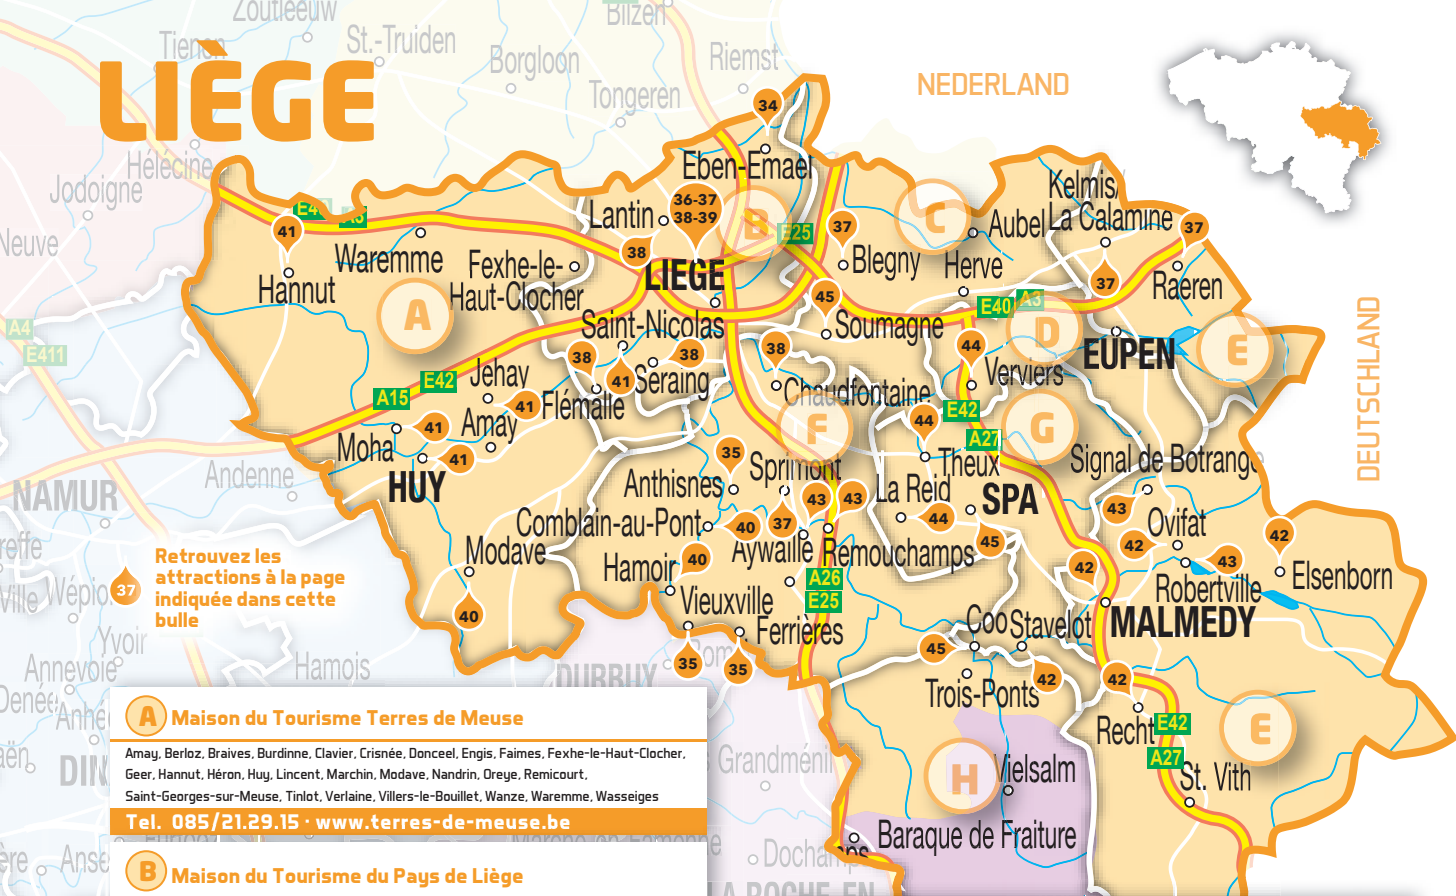 Zoutleeuw
Bilzen
Tienen
St.-Truiden
Riemst
Borgloon
Tongeren
LIÈGE
NEDERLAND
34
Hélécine
Eben-Emael
Jodoigne
Kelmis/
36-37
38-39
Lantin
B
C
Aubel
La Calamine
E40
A3
41
E25
37
37
Neuve
Waremme
38
Fexhe-le-
Haut-Clocher
LIEGE
Blegny
Herve
37
Raeren
Hannut
A
45
E40
A3
A4
E411
Saint-Nicolas
Soumagne
D
E
DEUTSCHLAND
38
41
38
38
44
EUPEN
Jehay
Seraing
Verviers
A15
E42
Chaudfontaine
41
Flémalle
E42
41
Amay
44
F
G
A27
Moha
41
35
Theux
Signal de Botrange
Andenne
HUY
Sprimont
Anthisnes
La Reid
SPA
NAMUR
43
43
43
44
Comblain-au-Pont
40
37
Ovifat
42
Modave
Aywaille
Remouchamps
45
42
Retrouvez les
attractions à la page
indiquée dans cette
bulle
37
Hamoir
40
42
43
Elsenborn
A26
E25
Robertville
Vieuxville
40
Ferrières
Coo
Stavelot
MALMEDY
Yvoir
Annevoie
Hamois
DURBUY
35
35
45
Trois-Ponts
42
42
Recht
E42
A27
A Maison du Tourisme Terres de Meuse
Amay, Berloz, Braives, Burdinne, Clavier, Crisnée, Donceel, Engis, Faimes, Fexhe-le-Haut-Clocher,
Geer, Hannut, Héron, Huy, Lincent, Marchin, Modave, Nandrin, Oreye, Remicourt,
Saint-Georges-sur-Meuse, Tinlot, Verlaine, Villers-le-Bouillet, Wanze, Waremme, Wasseiges
Tel. 085/21.29.15 · www.terres-de-meuse.be
B Maison du Tourisme du Pays de Liège
Grandménil
H
Vielsalm
E
St. Vith
Baraque de Fraiture
Dochamps
LA ROCHE-EN